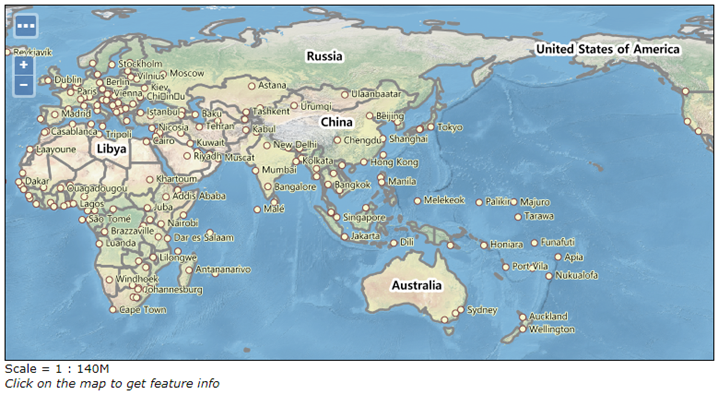 Reykjavik
Stockholm
Russia
United States of America
Dublin
Berlin
Vilnius
Moscow
Paris
Vienna
Kiev
Chișinău
Astana
Ulaanbaatar
Madrid
Istanbul
Baku
Tashkent
Urumqi
Beijing
Casablanca
Tripoli
Nicosia
Tehran
Kabul
China
Tokyo
Laayoune
Libya
Cairo
Kuwait
New Delhi
Chengdu
Shanghai
Riyadh
Muscat
Mumbai
Kolkata
Hong Kong
Dakar
Ouagadougou
Khartoum
Bangalore
Bangkok
Manila
Lagos
Juba
Addis Ababa
Male
Singapore
Melekeok
Palikir
Majuro
São Tomé
Nairobi
Tarawa
Brazzaville
Dar es Salaam
Jakarta
Dili
Honiara
Funafuti
Luanda
Lilongwe
Apia
Antananarivo
Port Vila
Nukualofa
Windhoek
Johannesburg
Australia
Cape Town
Sydney
Auckland
Wellington
Scale = 1 : 140M
Click on the map to get feature info